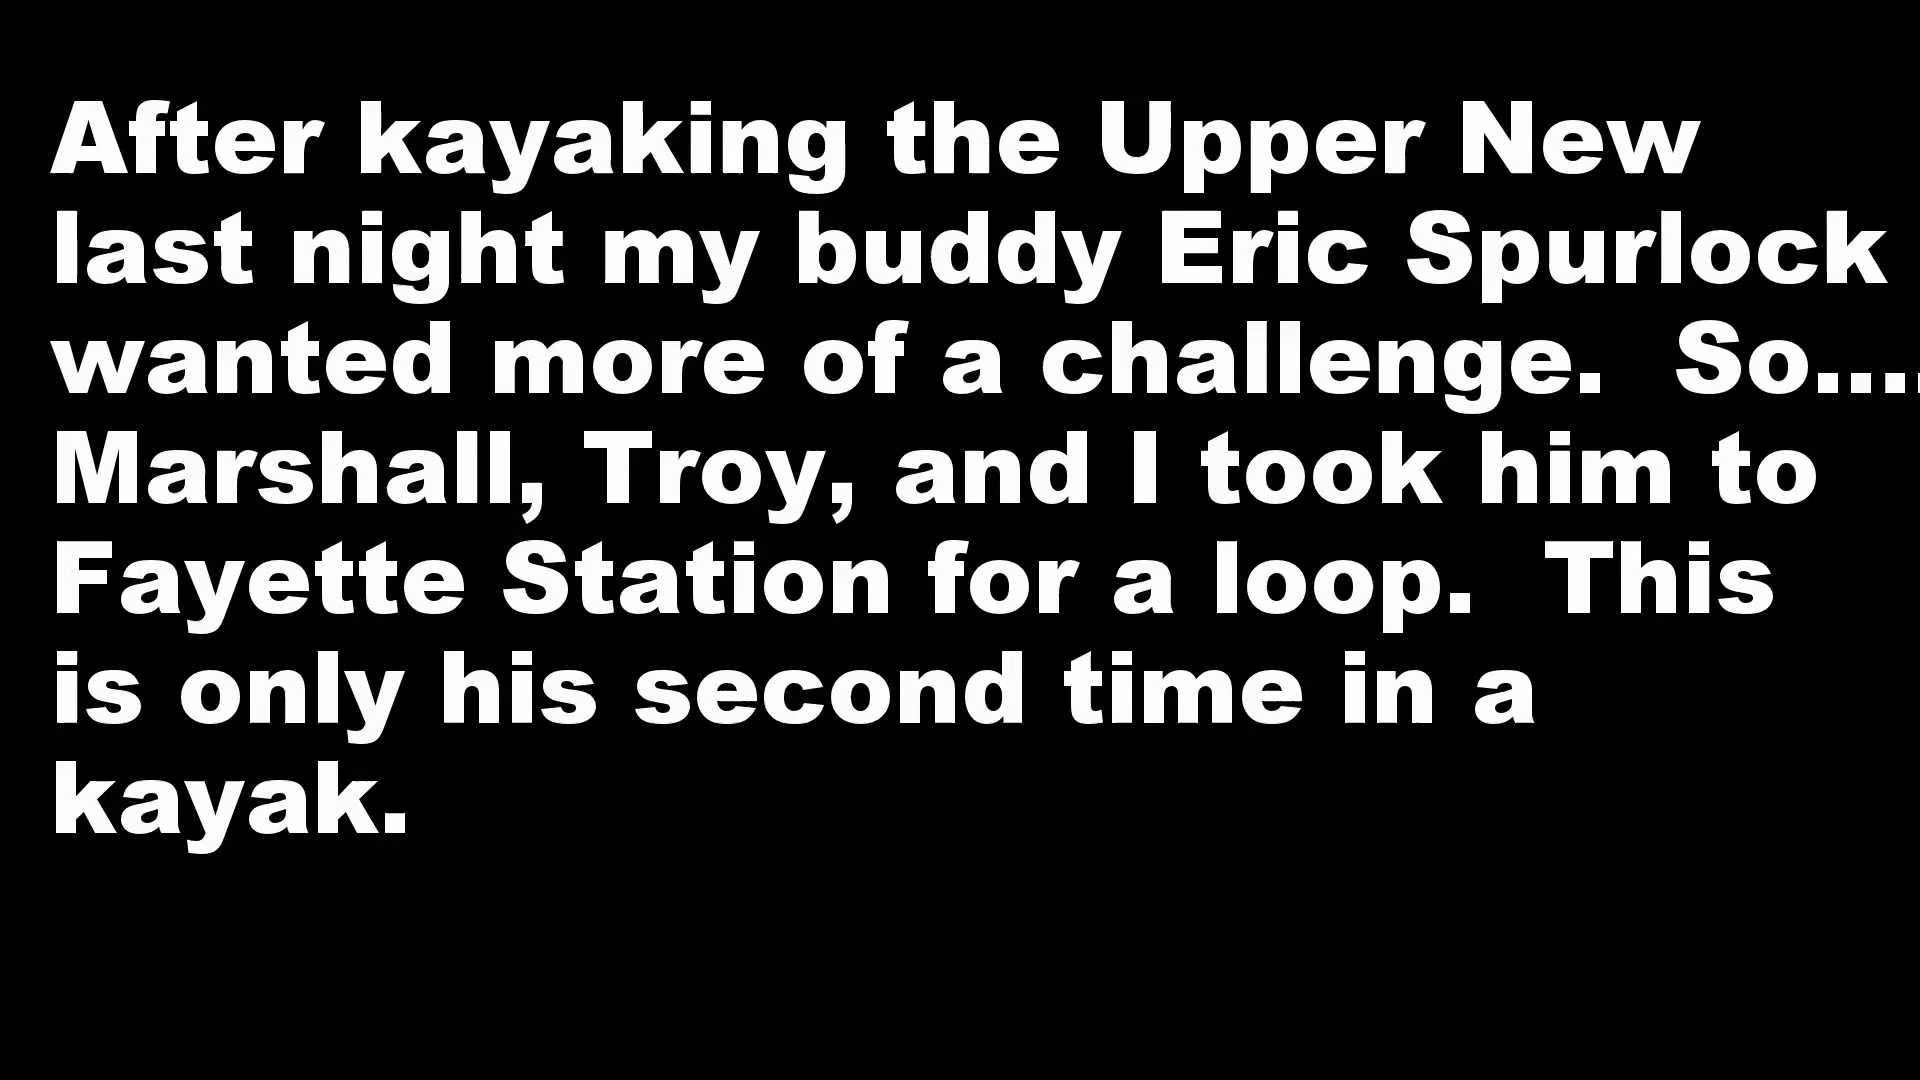 After kayaking the Upper New
last night my buddy Eric Spurlock
wanted more of a challenge.  So....
Marshall, Troy, and I took him to
Fayette Station for a loop.  This
is only his second time in a
kayak.